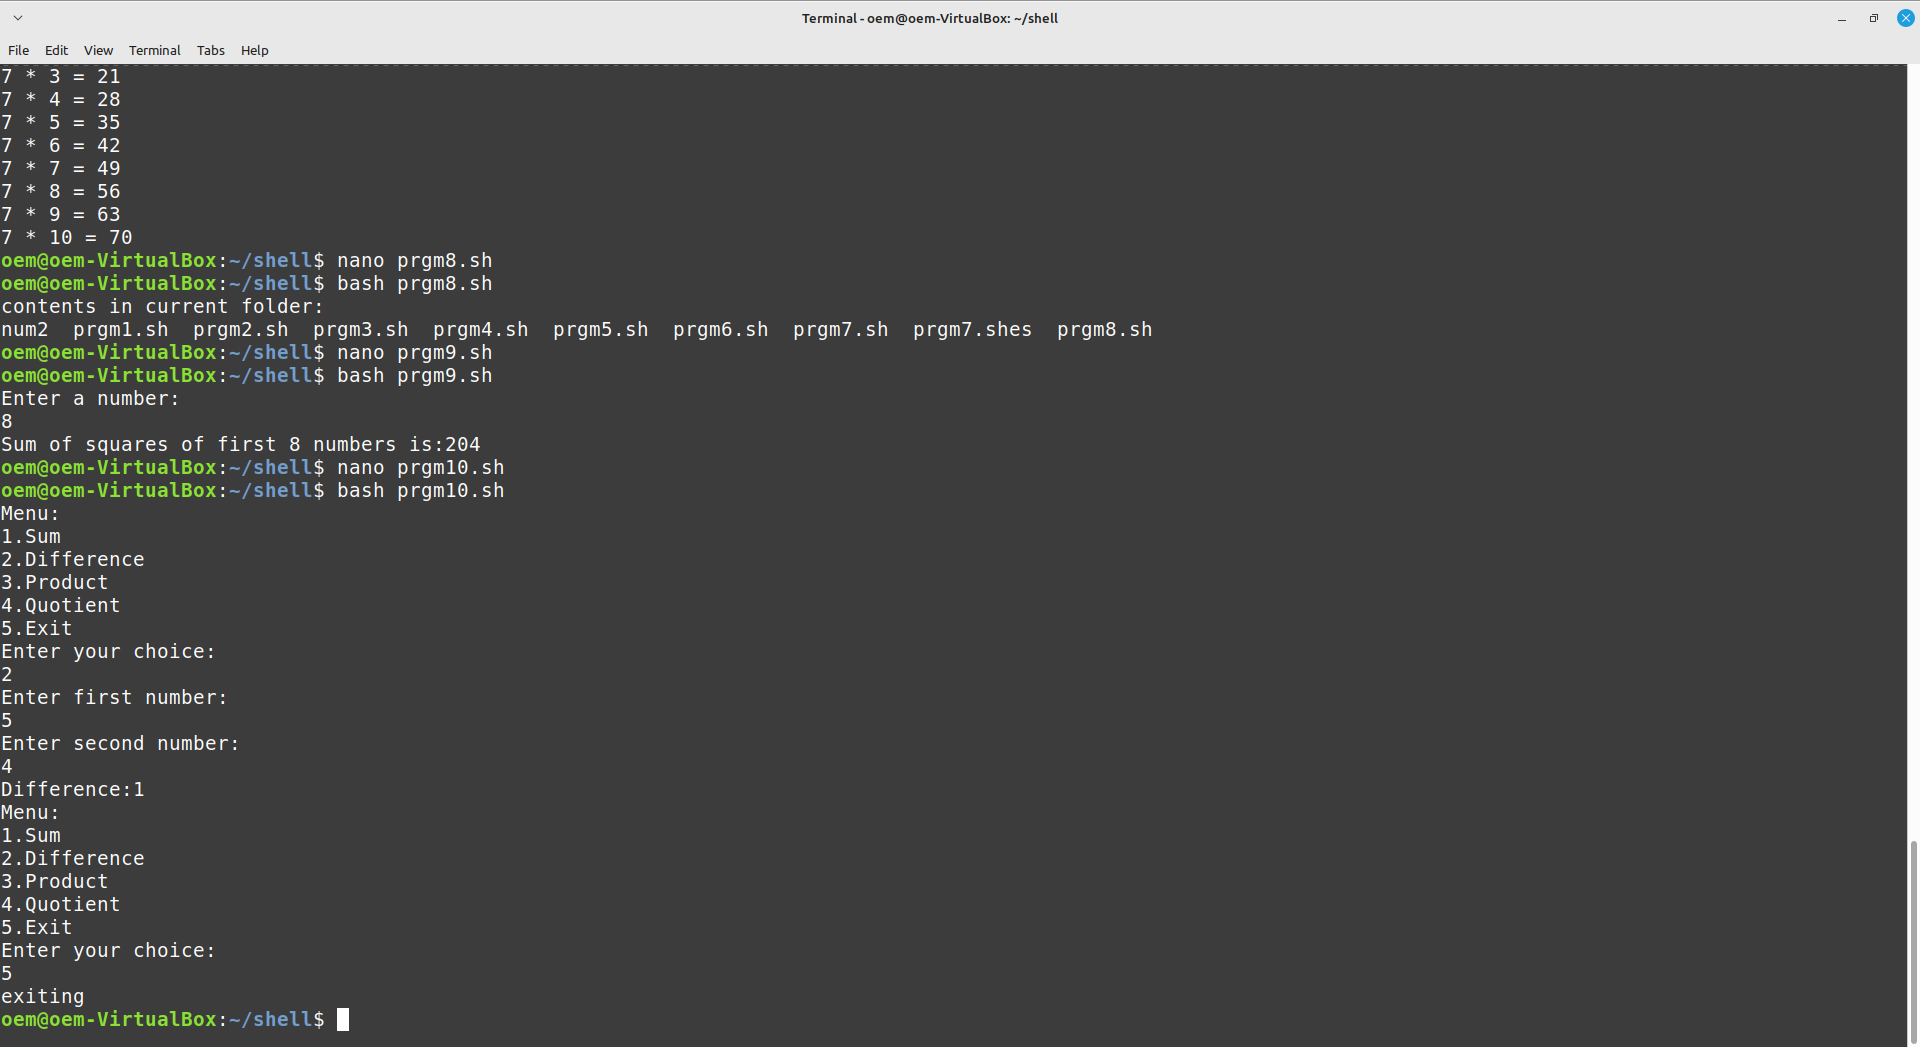 Terminal - oem@oem-VirtualBox: ~/shell
File Edit View Terminal Tabs Help
7 * 3 = 21
7 * 4 = 28
7 * 5 = 35
7 * 6 = 42
7 * 7 = 49
7 * 8 = 56
7 * 9 = 63
7 * 10 = 70
oem@oem-VirtualBox:~/shell$ nano prgm8.sh
oem@oem-VirtualBox:~/shell$ bash prgm8.sh
contents in current folder:
num2  prgm1.sh  prgm2.sh  prgm3.sh  prgm4.sh  prgm5.sh  prgm6.sh  prgm7.sh  prgm7.shes  prgm8.sh
oem@oem-VirtualBox:~/shell$ nano prgm9.sh
oem@oem-VirtualBox:~/shell$ bash prgm9.sh
Enter a number:
8
Sum of squares of first 8 numbers is:204
oem@oem-VirtualBox:~/shell$ nano prgm10.sh
oem@oem-VirtualBox:~/shell$ bash prgm10.sh
Menu:
1.Sum
2.Difference
3.Product
4.Quotient
5.Exit
Enter your choice:
2
Enter first number:
5
Enter second number:
4
Difference:1
Menu:
1.Sum
2.Difference
3.Product
4.Quotient
5.Exit
Enter your choice:
5
exiting
oem@oem-VirtualBox:~/shell$